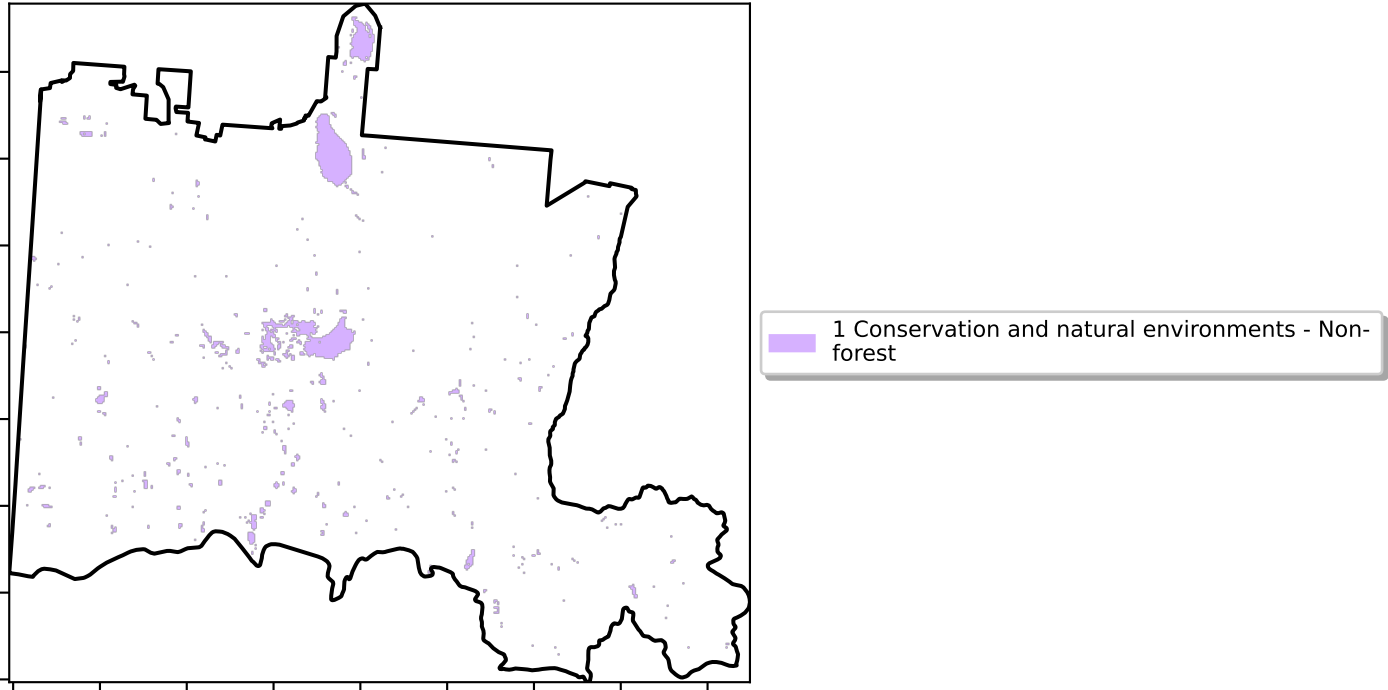 1 Conservation and natural environments - Non-
forest